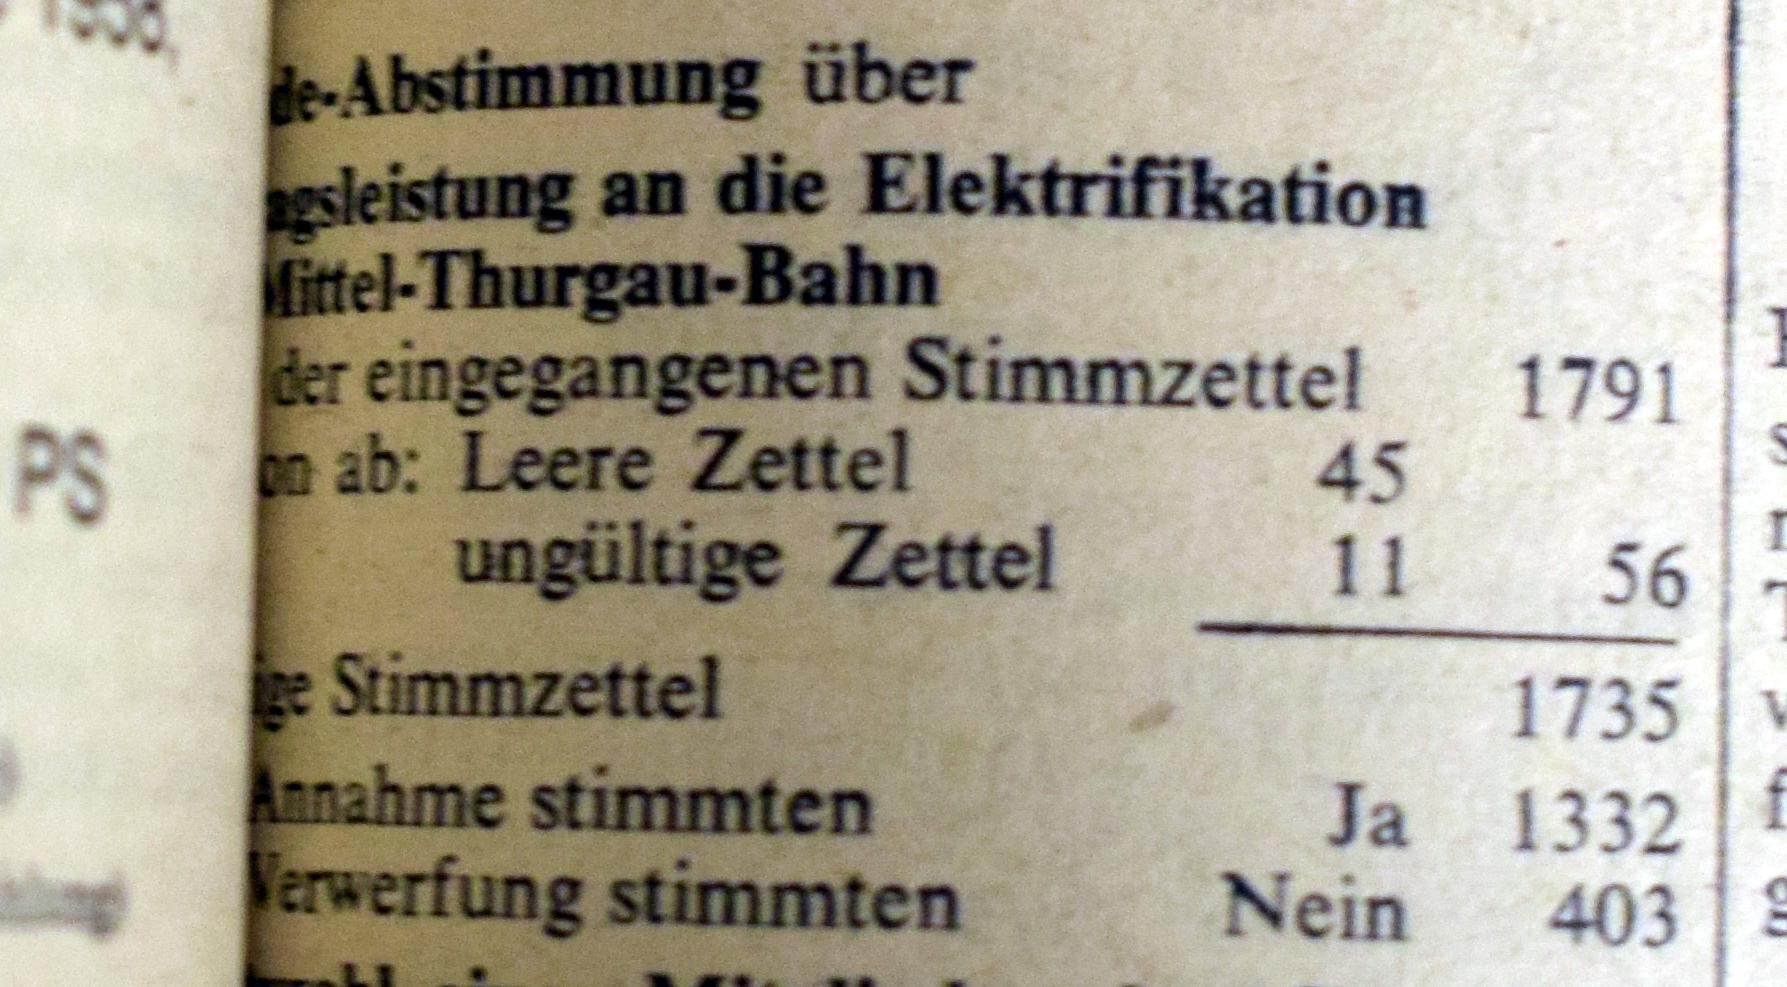 1958,
PS
de-Abstimmung über
gsleistung an die Elektrifikation
Mittel-Thurgau-Bahn
der eingegangenen Stimmzettel 1791
on ab: Leere Zettel 45
ungültige Zettel 11 56
ige Stimmzettel 1735
Annahme stimmten Ja 1332
Verwerfung stimmten Nein 403